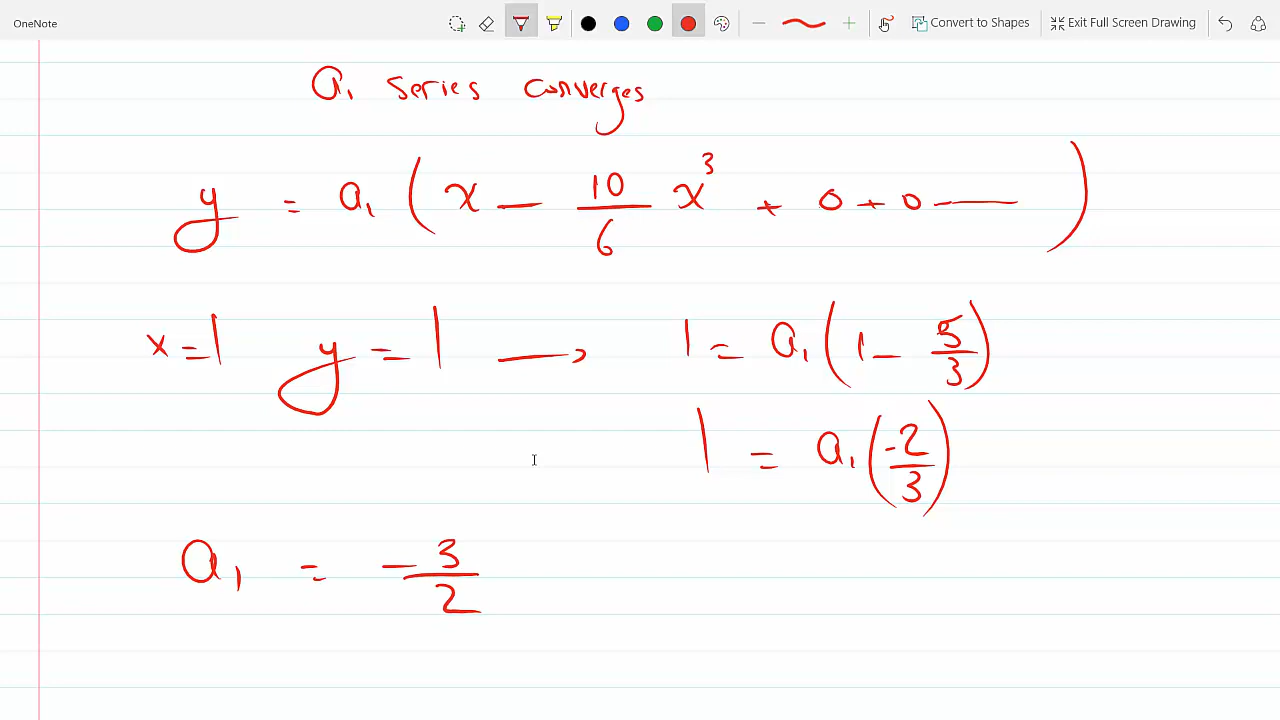 OneNote
Convert to Shapes
Exit Full Screen Drawing
a₁ series converges
y = a₁ ( x − 10/6 x³ + 0 + 0 — )
x = 1 y = 1 → 1 = a₁ ( 1 − 5/3 )
1 = a₁ ( -2/3 )
a₁ = − 3/2